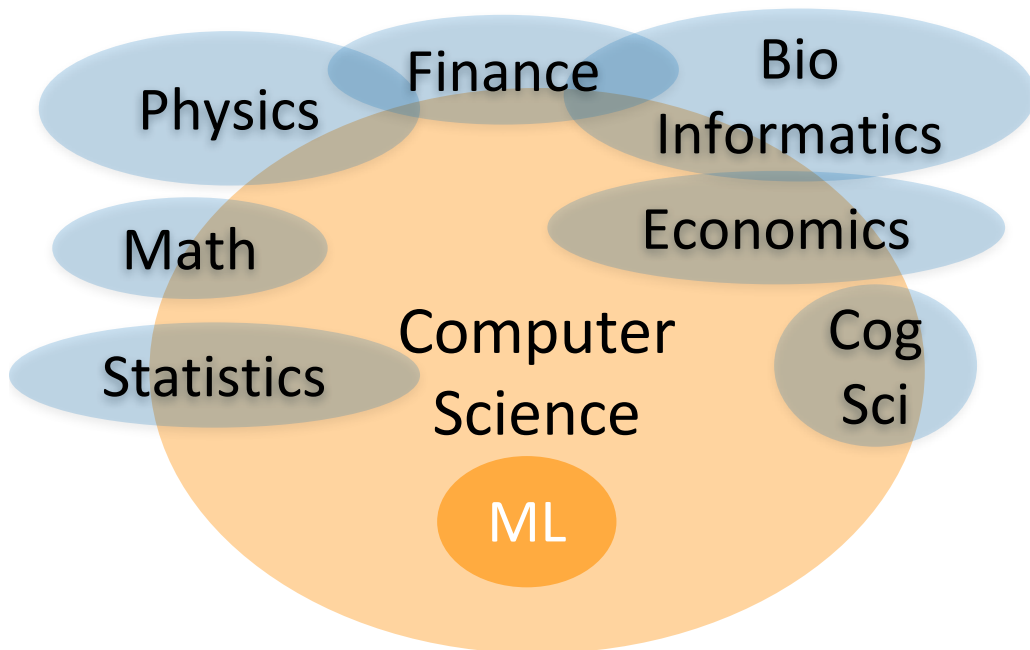 Physics
Finance
Bio
Informatics
Math
Economics
Statistics
Computer
Science
Cog
Sci
ML